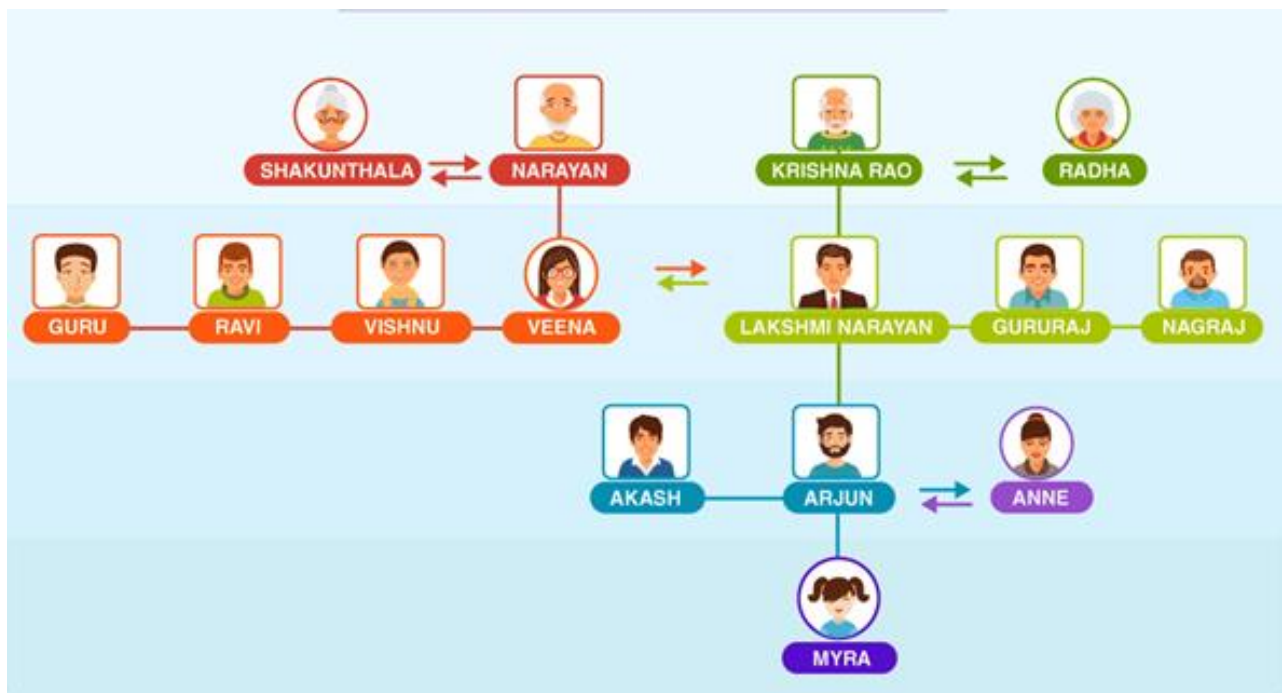 SHAKUNTHALA NARAYAN KRISHNA RAO RADHA
GURU RAVI VISHNU VEENA LAKSHMI NARAYAN GURURAJ NAGRAJ
AKASH ARJUN ANNE
MYRA